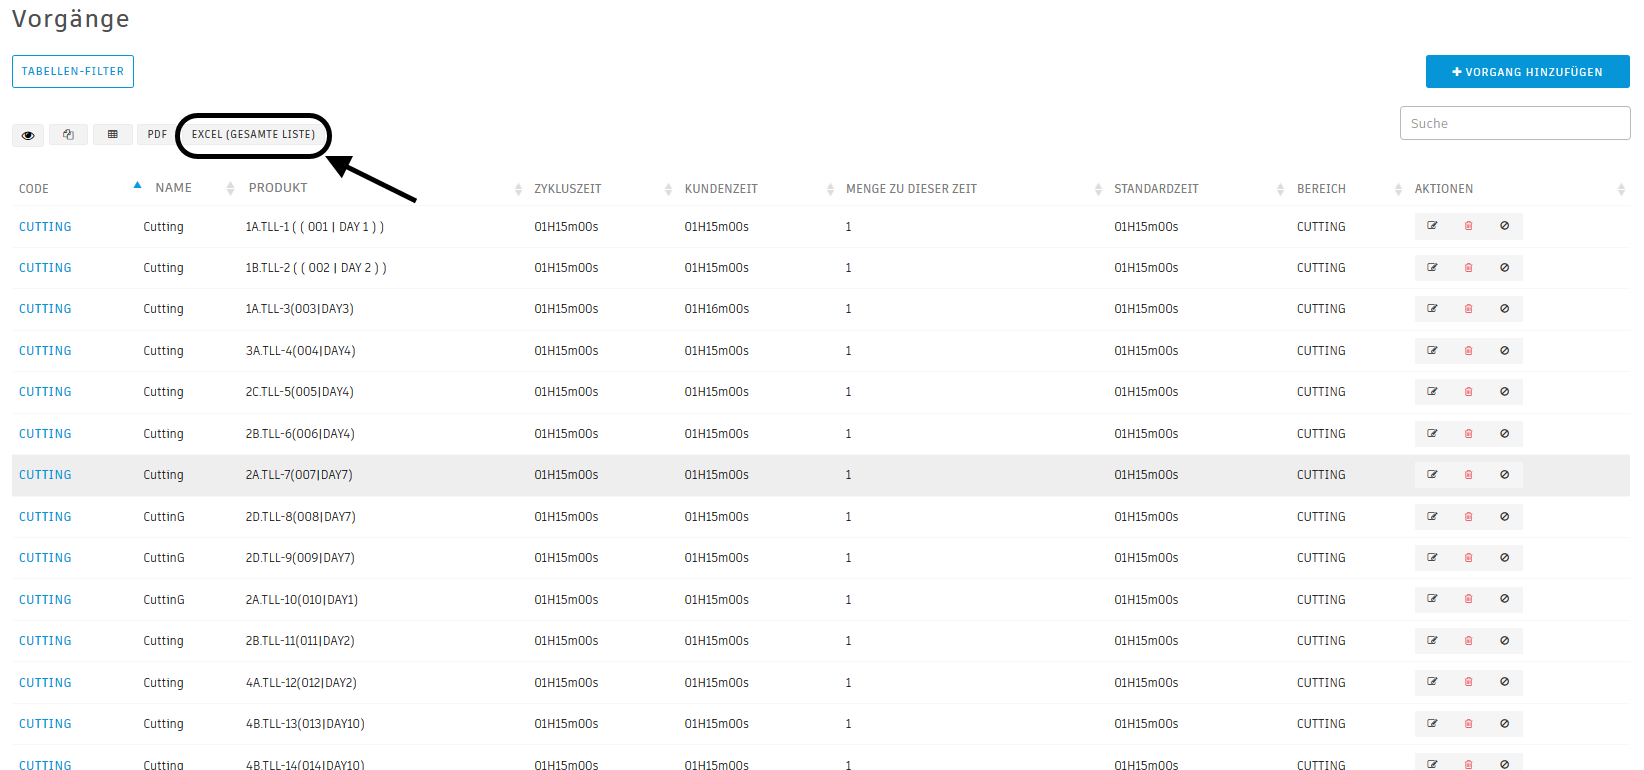 Vorgänge
TABELLEN-FILTER
VORGANG HINZUFÜGEN
Suche
PDF EXCEL (GESAMTE LISTE)
CODE NAME PRODUKT ZYKLUSZEIT KUNDENZEIT MENGE ZU DIESER ZEIT STANDARDZEIT BEREICH AKTIONEN
CUTTING Cutting 1A.TLL-1 ( ( 001 | DAY 1 ) ) 01H15m00s 01H15m00s 1 01H15m00s CUTTING
CUTTING Cutting 1B.TLL-2 ( ( 002 | DAY 2 ) ) 01H15m00s 01H15m00s 1 01H15m00s CUTTING
CUTTING Cutting 1A.TLL-3(003|DAY3) 01H15m00s 01H16m00s 1 01H15m00s CUTTING
CUTTING Cutting 3A.TLL-4(004|DAY4) 01H15m00s 01H15m00s 1 01H15m00s CUTTING
CUTTING Cutting 2C.TLL-5(005|DAY4) 01H15m00s 01H15m00s 1 01H15m00s CUTTING
CUTTING Cutting 2B.TLL-6(006|DAY4) 01H15m00s 01H15m00s 1 01H15m00s CUTTING
CUTTING Cutting 2A.TLL-7(007|DAY7) 01H15m00s 01H15m00s 1 01H15m00s CUTTING
CUTTING CuttinG 2D.TLL-8(008|DAY7) 01H15m00s 01H15m00s 1 01H15m00s CUTTING
CUTTING CuttinG 2D.TLL-9(009|DAY7) 01H15m00s 01H15m00s 1 01H15m00s CUTTING
CUTTING CuttinG 2A.TLL-10(010|DAY1) 01H15m00s 01H15m00s 1 01H15m00s CUTTING
CUTTING Cutting 2B.TLL-11(011|DAY2) 01H15m00s 01H15m00s 1 01H15m00s CUTTING
CUTTING Cutting 4A.TLL-12(012|DAY2) 01H15m00s 01H15m00s 1 01H15m00s CUTTING
CUTTING Cutting 4B.TLL-13(013|DAY10) 01H15m00s 01H15m00s 1 01H15m00s CUTTING
CUTTING Cutting 4B.TLL-14(014|DAY10) 01H15m00s 01H15m00s 1 01H15m00s CUTTING